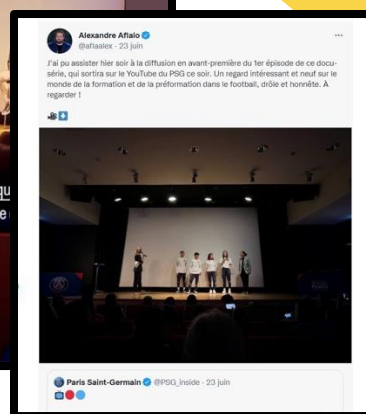 Alexandre Aflalo
@aflaalex · 23 juin
J'ai pu assister hier soir à la diffusion en avant-première du 1er épisode de ce docu-
série, qui sortira sur le YouTube du PSG ce soir. Un regard intéressant et neuf sur le
monde de la formation et de la préformation dans le football, drôle et honnête. À
regarder !
Paris Saint-Germain @PSG_inside · 23 juin